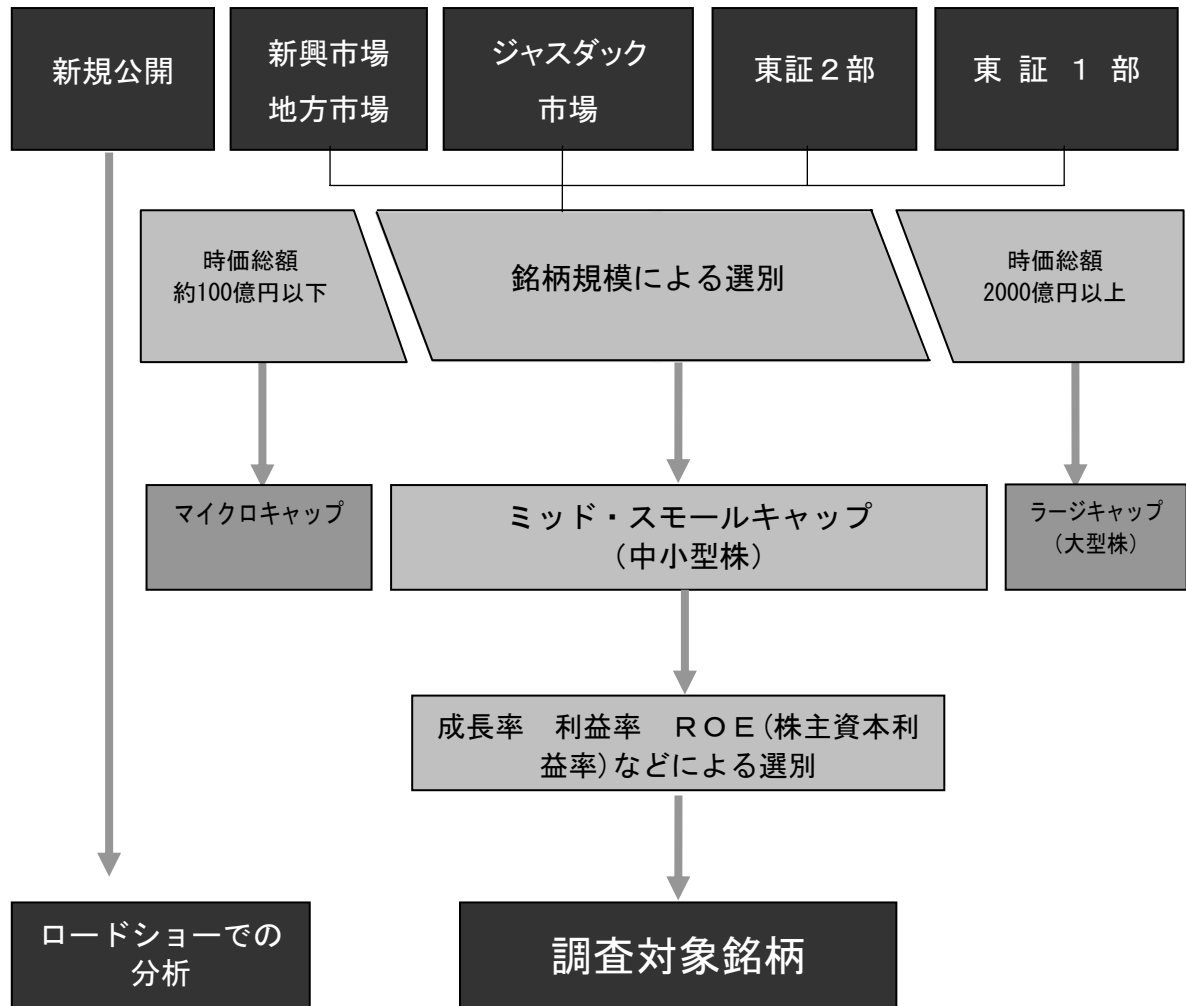 新規公開
新興市場
地方市場
ジャスダック
市場
東証２部
東 証 １ 部
時価総額
約100億円以下
銘柄規模による選別
時価総額
2000億円以上
マイクロキャップ
ミッド・スモールキャップ
（中小型株）
ラージキャップ
（大型株）
成長率　利益率　ＲＯＥ(株主資本利
益率)などによる選別
ロードショーでの
分析
調査対象銘柄